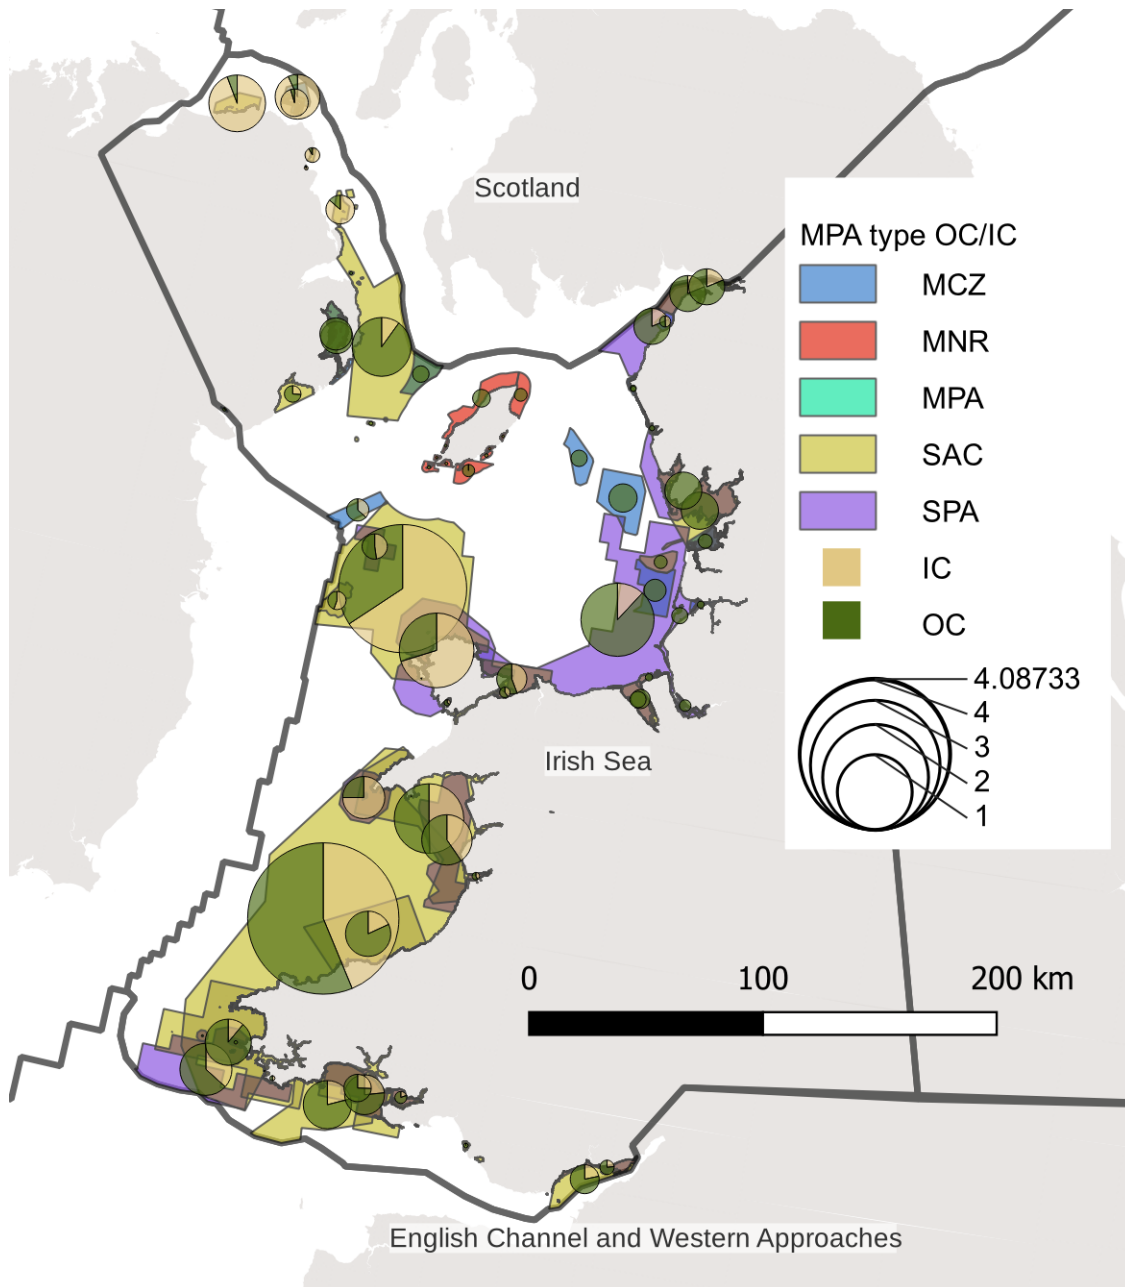 Scotland
MPA type OC/IC
MCZ
MNR
MPA
SAC
SPA
IC
OC
4.08733
4
3
2
1
Irish Sea
0 100 200 km
English Channel and Western Approaches